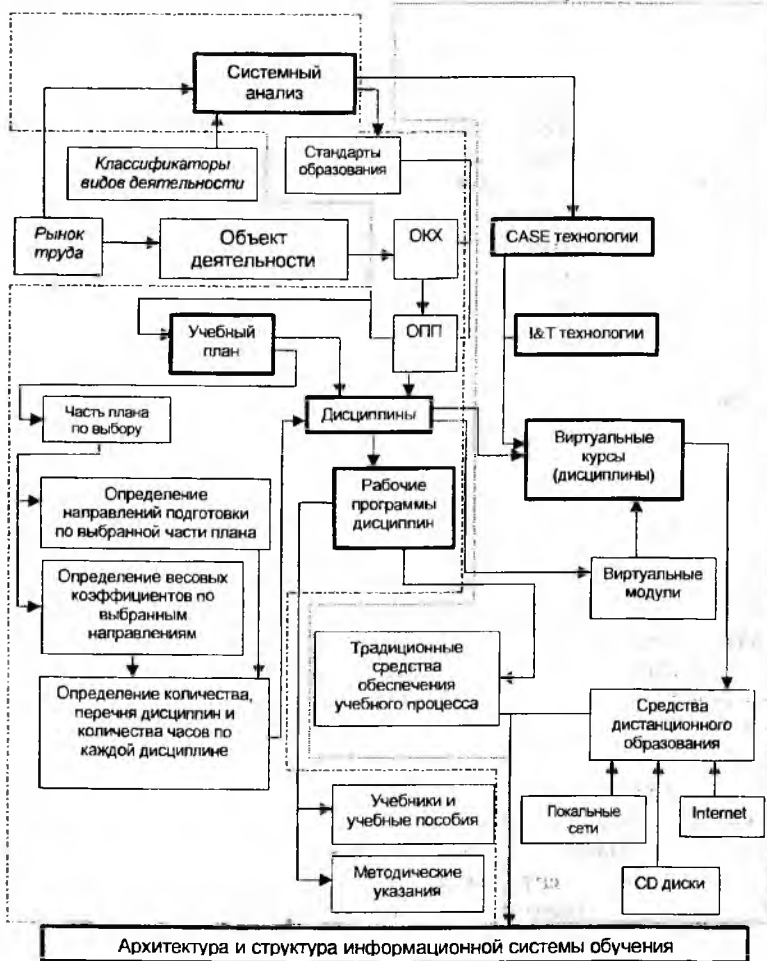 Системный
анализ
Классификаторы
видов деятельности
Стандарты
образования
Рынок
труда
Объект
деятельности
ОКХ
CASE технологии
Учебный
план
ОПП
I&T технологии
Часть плана
по выбору
Дисциплины
Виртуальные
курсы
(дисциплины)
Определение
направлений подготовки
по выбранной части плана
Рабочие
программы
дисциплин
Определение весовых
коэффициентов по
выбранным
направлениям
Виртуальные
модули
Традиционные
средства
обеспечения
учебного процесса
Определение количества,
перечня дисциплин и
количества часов по
каждой дисциплине
Средства
дистанционного
образования
Учебники и
учебные пособия
Локальные
сети
Internet
Методические
указания
CD диски
Архитектура и структура информационной системы обучения